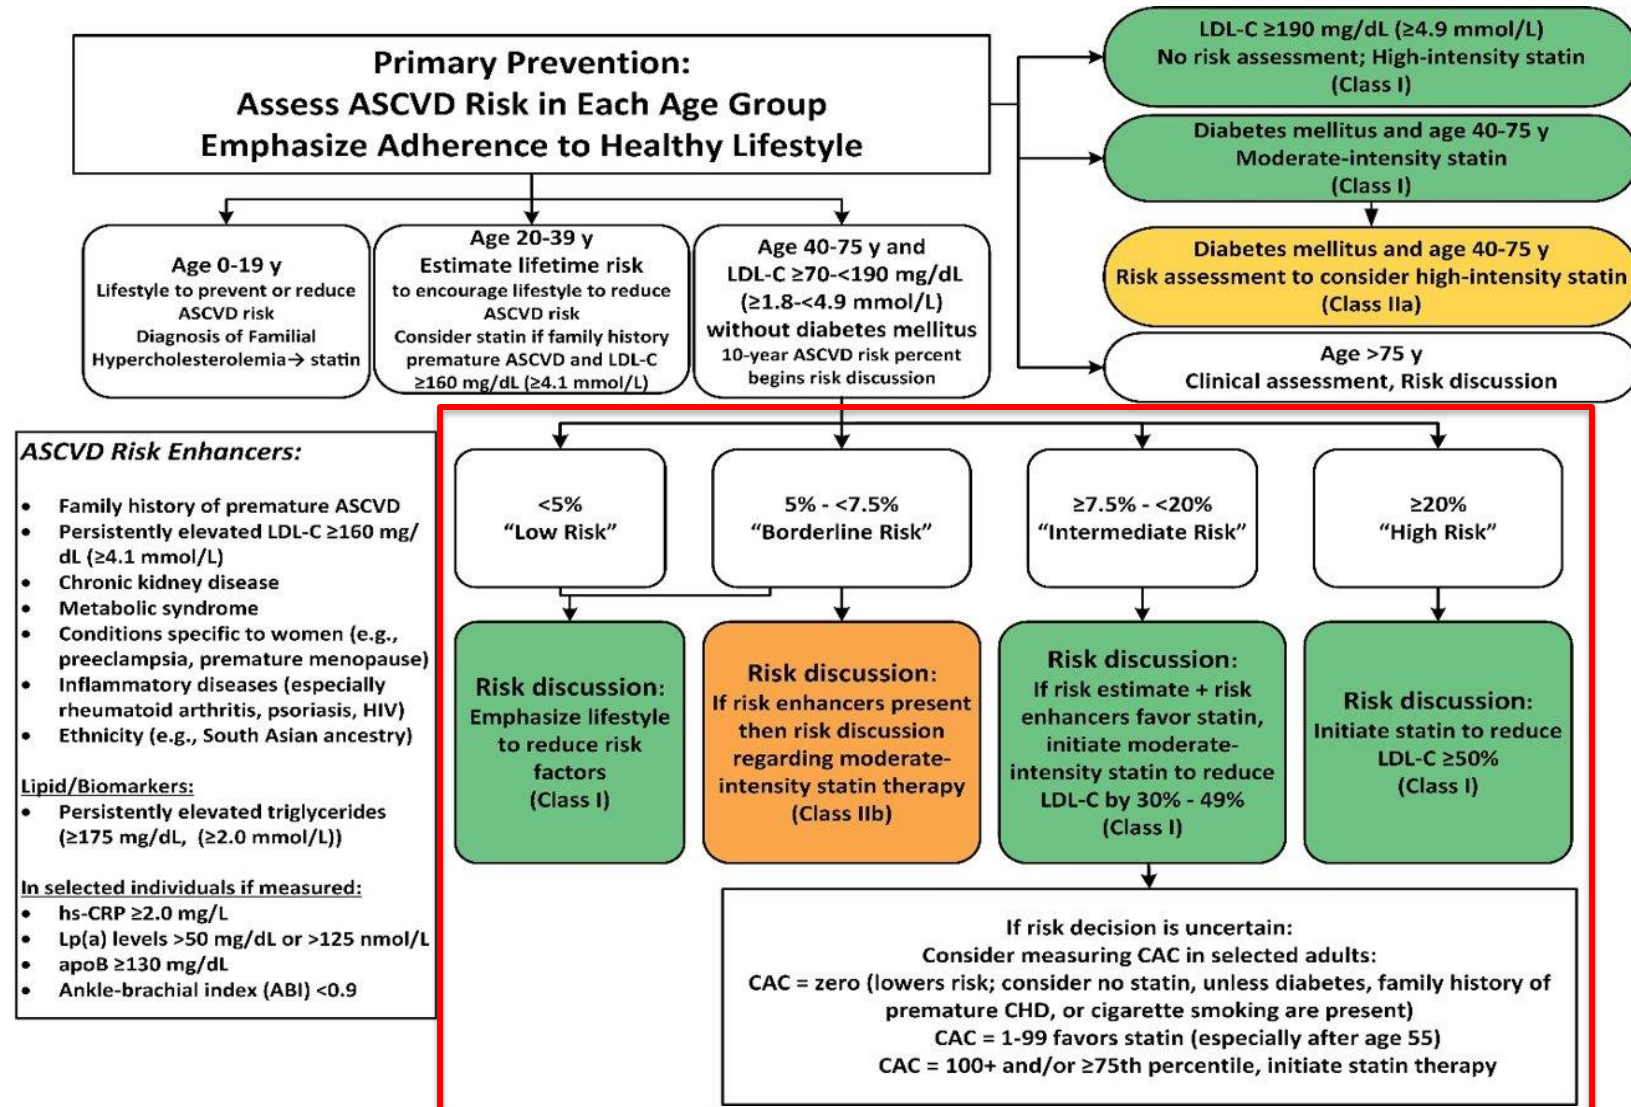 Primary Prevention:
Assess ASCVD Risk in Each Age Group
Emphasize Adherence to Healthy Lifestyle
LDL-C ≥190 mg/dL (≥4.9 mmol/L)
No risk assessment; High-intensity statin
(Class I)
Diabetes mellitus and age 40-75 y
Moderate-intensity statin
(Class I)
Diabetes mellitus and age 40-75 y
Risk assessment to consider high-intensity statin
(Class IIa)
Age >75 y
Clinical assessment, Risk discussion
Age 0-19 y
Lifestyle to prevent or reduce
ASCVD risk
Diagnosis of Familial
Hypercholesterolemia→ statin
Age 20-39 y
Estimate lifetime risk
to encourage lifestyle to reduce
ASCVD risk
Consider statin if family history
premature ASCVD and LDL-C
≥160 mg/dL (≥4.1 mmol/L)
Age 40-75 y and
LDL-C ≥70-<190 mg/dL
(≥1.8-<4.9 mmol/L)
without diabetes mellitus
10-year ASCVD risk percent
begins risk discussion
ASCVD Risk Enhancers:
• Family history of premature ASCVD
• Persistently elevated LDL-C ≥160 mg/
dL (≥4.1 mmol/L)
• Chronic kidney disease
• Metabolic syndrome
• Conditions specific to women (e.g.,
preeclampsia, premature menopause)
• Inflammatory diseases (especially
rheumatoid arthritis, psoriasis, HIV)
• Ethnicity (e.g., South Asian ancestry)
Lipid/Biomarkers:
• Persistently elevated triglycerides
(≥175 mg/dL, (≥2.0 mmol/L))
In selected individuals if measured:
• hs-CRP ≥2.0 mg/L
• Lp(a) levels >50 mg/dL or >125 nmol/L
• apoB ≥130 mg/dL
• Ankle-brachial index (ABI) <0.9
<5%
“Low Risk”
5% - <7.5%
“Borderline Risk”
≥7.5% - <20%
“Intermediate Risk”
≥20%
“High Risk”
Risk discussion:
Emphasize lifestyle
to reduce risk
factors
(Class I)
Risk discussion:
If risk enhancers present
then risk discussion
regarding moderate-
intensity statin therapy
(Class IIb)
Risk discussion:
If risk estimate + risk
enhancers favor statin,
initiate moderate-
intensity statin to reduce
LDL-C by 30% - 49%
(Class I)
Risk discussion:
Initiate statin to reduce
LDL-C ≥50%
(Class I)
If risk decision is uncertain:
Consider measuring CAC in selected adults:
CAC = zero (lowers risk; consider no statin, unless diabetes, family history of
premature CHD, or cigarette smoking are present)
CAC = 1-99 favors statin (especially after age 55)
CAC = 100+ and/or ≥75th percentile, initiate statin therapy